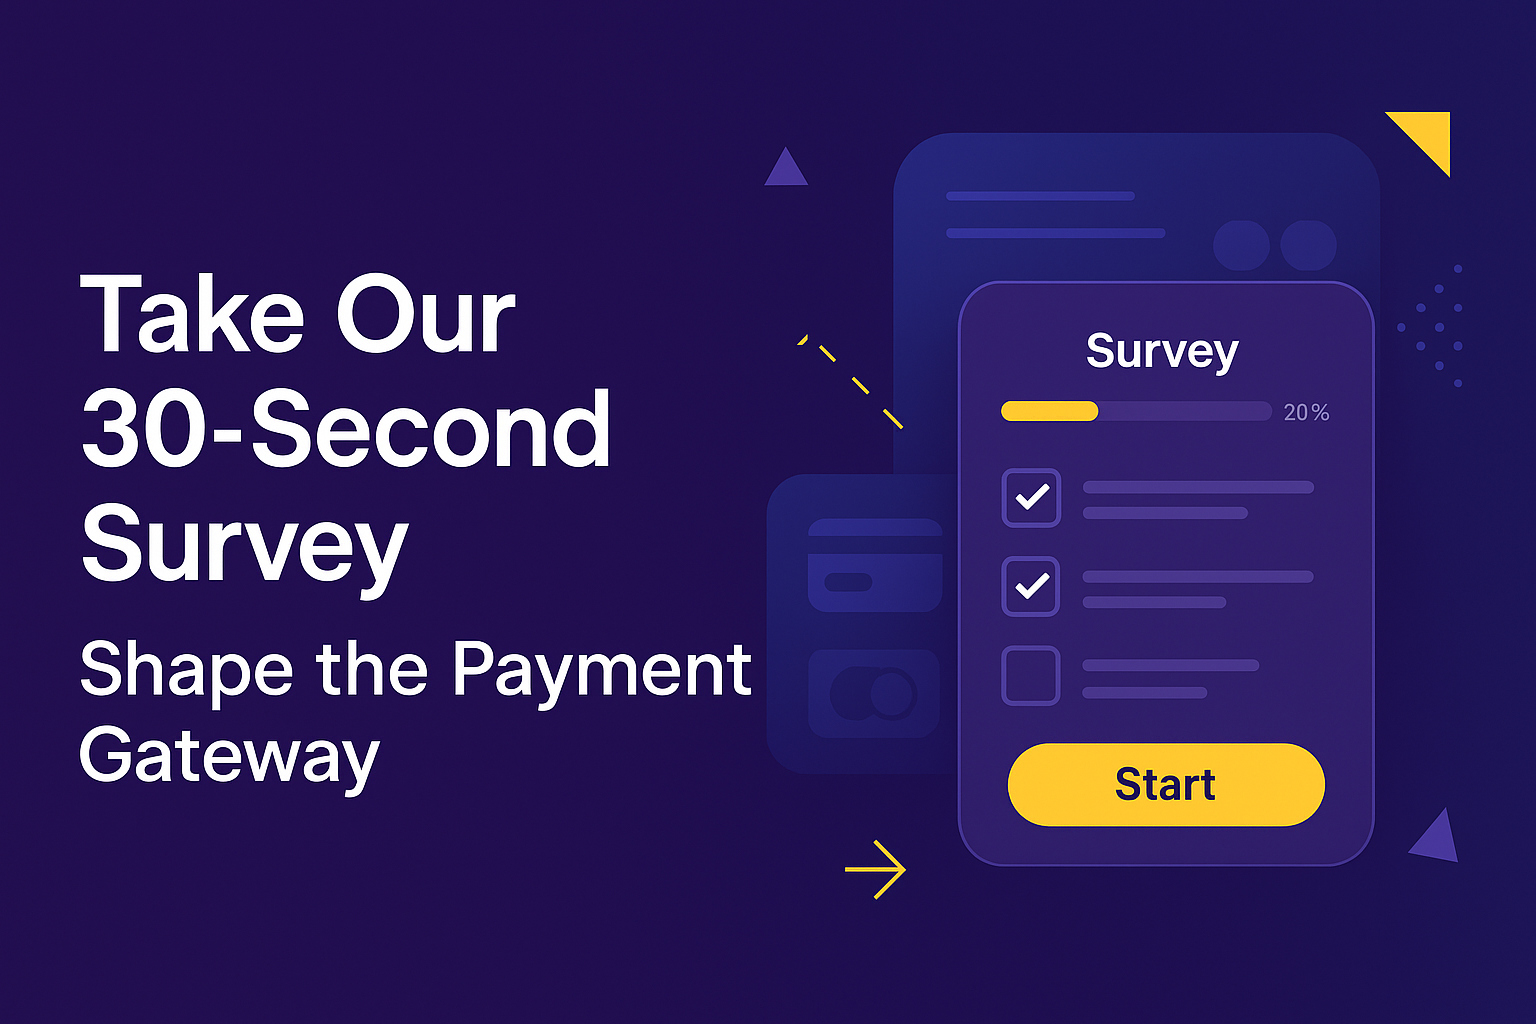 Take Our
30-Second
Survey
Shape the Payment
Gateway
Survey
20%
Start